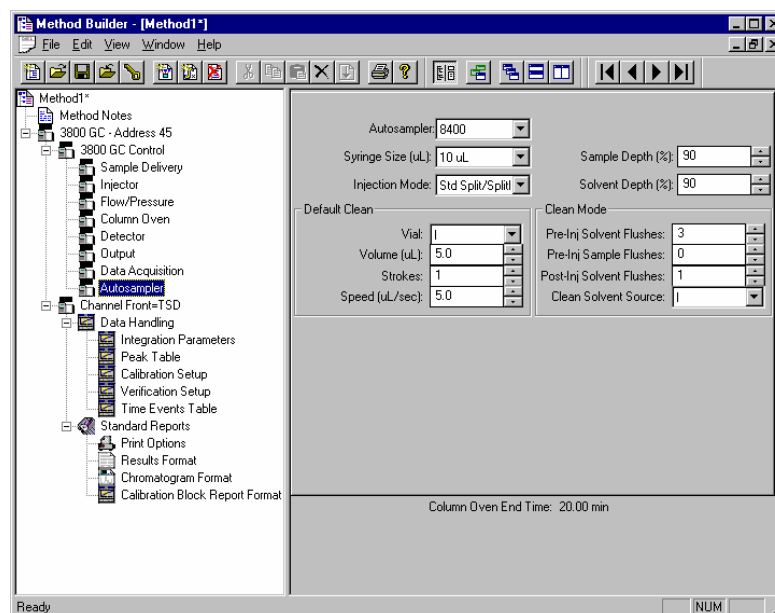 Method Builder - [Method1*]
File Edit View Window Help
Method1*
Method Notes
3800 GC - Address 45
3800 GC Control
Sample Delivery
Injector
Flow/Pressure
Column Oven
Detector
Output
Data Acquisition
Autosampler
Channel Front=TSD
Data Handling
Integration Parameters
Peak Table
Calibration Setup
Verification Setup
Time Events Table
Standard Reports
Print Options
Results Format
Chromatogram Format
Calibration Block Report Format
Autosampler: 8400
Syringe Size (uL): 10 uL
Injection Mode: Std Split/Splitl
Sample Depth (%): 90
Solvent Depth (%): 90
Default Clean
Vial: I
Volume (uL): 5.0
Strokes: 1
Speed (uL/sec): 5.0
Clean Mode
Pre-Inj Solvent Flushes: 3
Pre-Inj Sample Flushes: 0
Post-Inj Solvent Flushes: 1
Clean Solvent Source: I
Column Oven End Time: 20.00 min
Ready
NUM